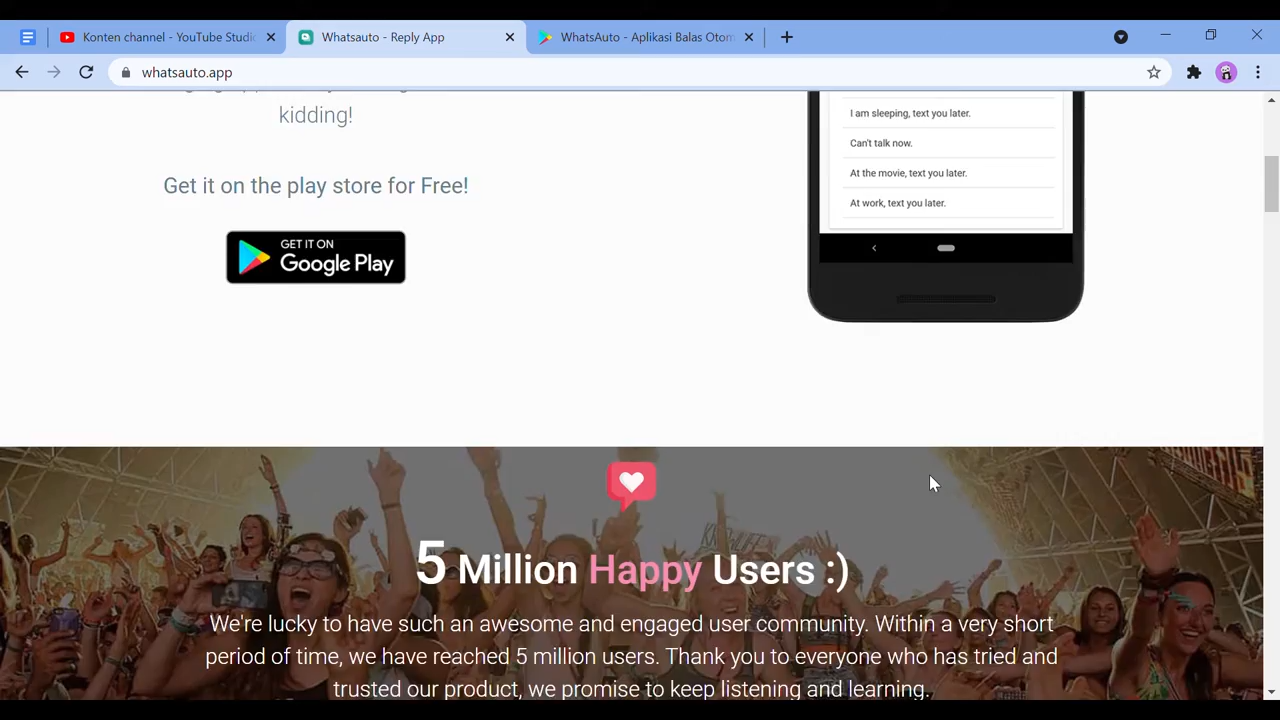 Konten channel - YouTube Studi
Whatsauto - Reply App
WhatsAuto - Aplikasi Balas Otom
whatsauto.app
kidding!
Get it on the play store for Free!
GET IT ON
Google Play
I am sleeping, text you later.
Can't talk now.
At the movie, text you later.
At work, text you later.
5 Million Happy Users :)
We're lucky to have such an awesome and engaged user community. Within a very short
period of time, we have reached 5 million users. Thank you to everyone who has tried and
trusted our product, we promise to keep listening and learning.